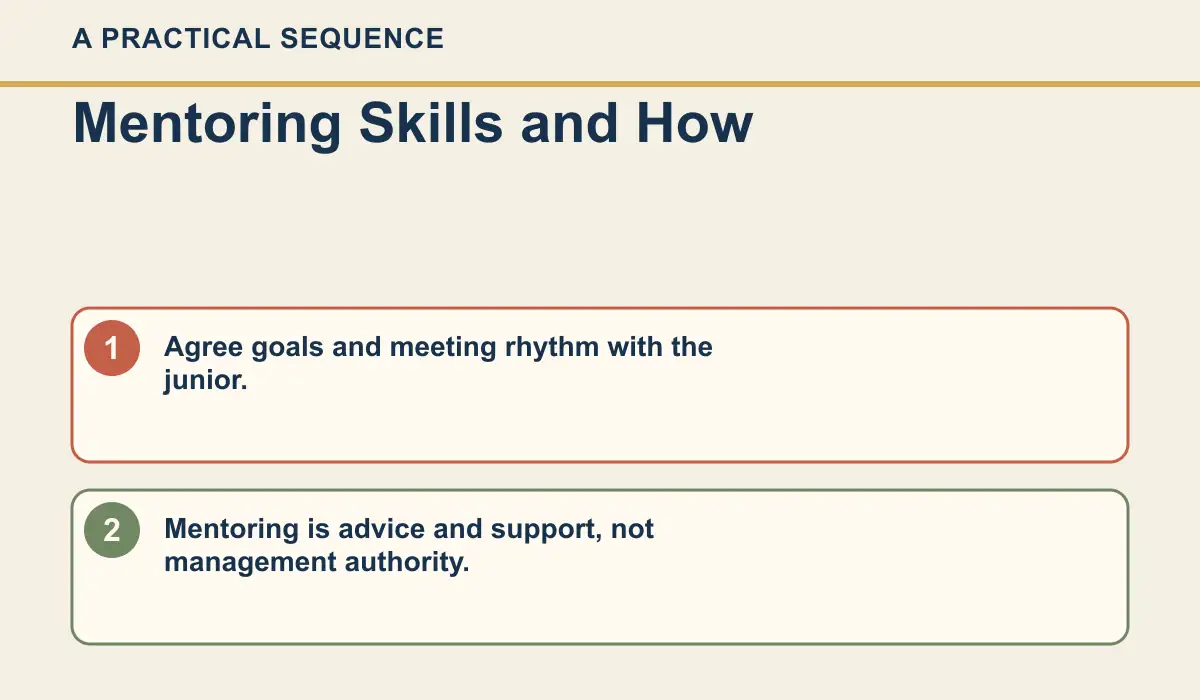 A PRACTICAL SEQUENCE
Mentoring Skills and How
1
Agree goals and meeting rhythm with the
junior.
2
Mentoring is advice and support, not
management authority.